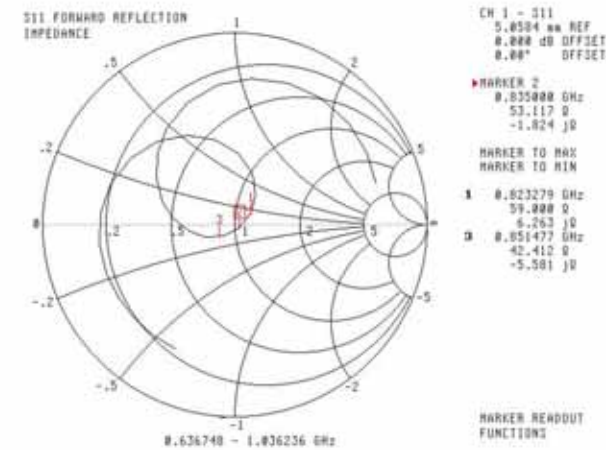 S11 FORWARD REFLECTION
IMPEDANCE
1
.5
2
.2
5
0
.2
.5
1
5
∞
3
-.2
-5
-.5
-2
-1
0.636748 - 1.036236 GHz
CH 1 - S11
5.0584 mm REF
0.000 dB OFFSET
0.00° OFFSET
▶MARKER 2
0.835000 GHz
53.117 Ω
-1.824 jΩ
MARKER TO MAX
MARKER TO MIN
1 0.823279 GHz
59.000 Ω
6.263 jΩ
3 0.851477 GHz
42.412 Ω
-5.581 jΩ
MARKER READOUT
FUNCTIONS